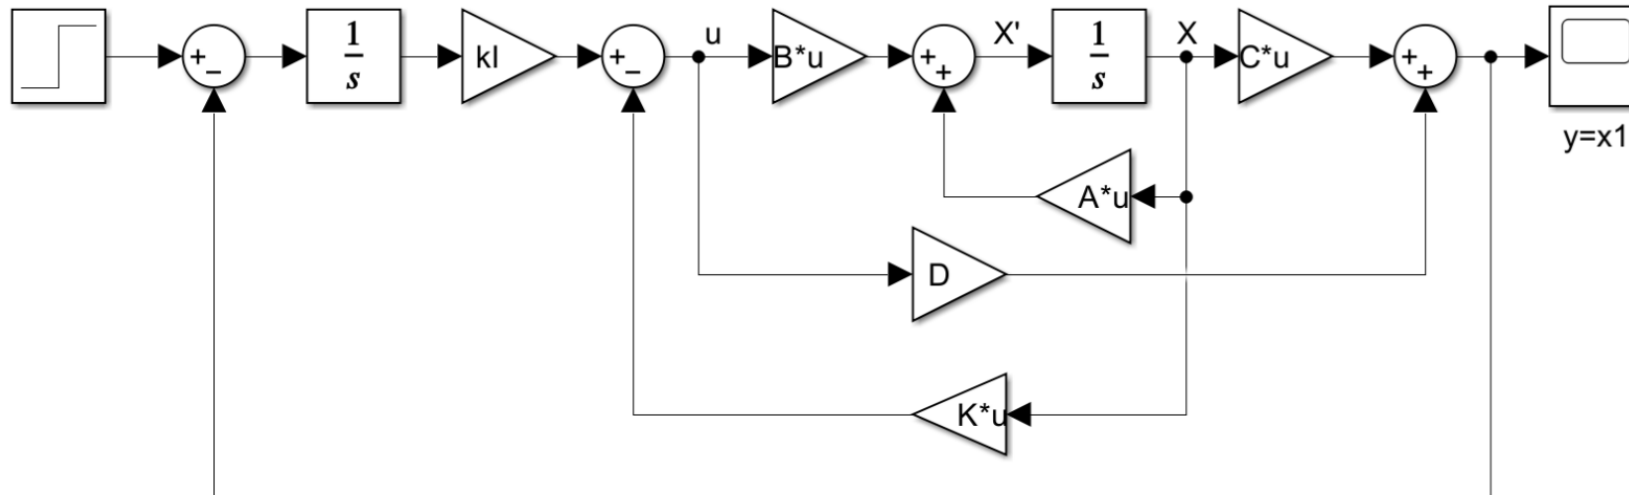 +
−
1
s
kI
+
−
u
B*u
+
+
X'
1
s
X
C*u
+
+
y=x1
A*u
D
K*u